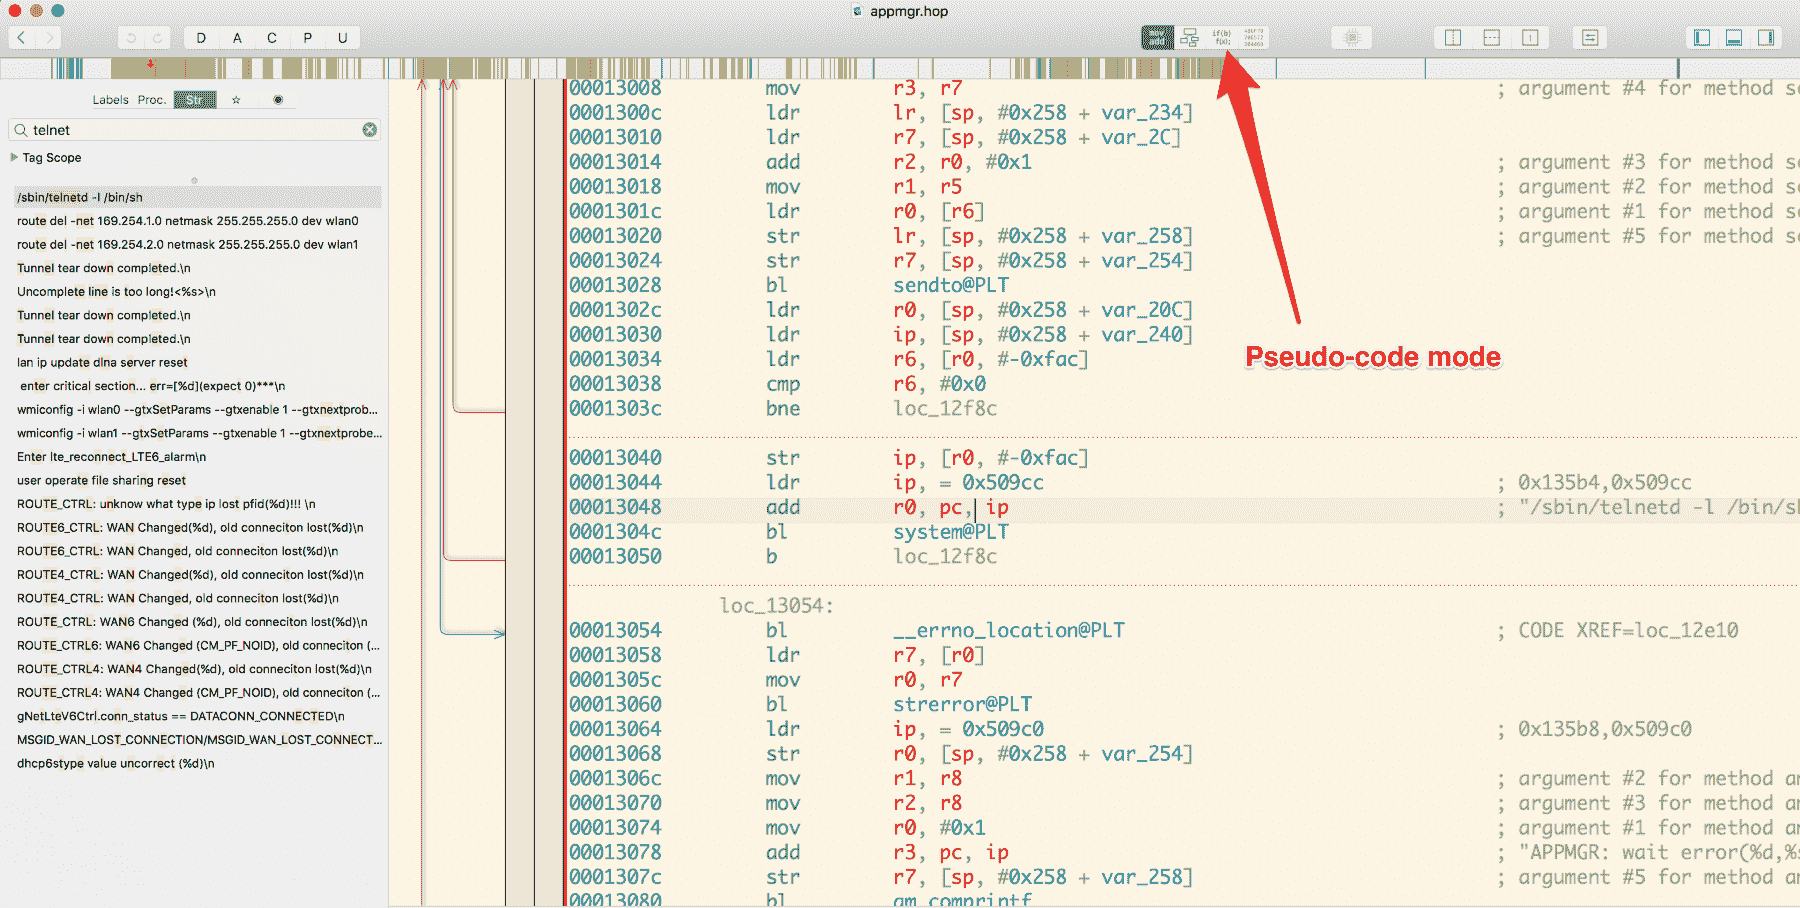 appmgr.hop
D A C P U
if(b)
f(x);
Labels Proc. Str
telnet
Tag Scope
/sbin/telnetd -l /bin/sh
route del -net 169.254.1.0 netmask 255.255.255.0 dev wlan0
route del -net 169.254.2.0 netmask 255.255.255.0 dev wlan1
Tunnel tear down completed.\n
Uncomplete line is too long!<%s>\n
Tunnel tear down completed.\n
Tunnel tear down completed.\n
lan ip update dlna server reset
enter critical section... err=[%d](expect 0)***\n
wmiconfig -i wlan0 --gtxSetParams --gtxenable 1 --gtxnextprob...
wmiconfig -i wlan1 --gtxSetParams --gtxenable 1 --gtxnextprobe...
Enter lte_reconnect_LTE6_alarm\n
user operate file sharing reset
ROUTE_CTRL: unknow what type ip lost pfid(%d)!!! \n
ROUTE6_CTRL: WAN Changed(%d), old conneciton lost(%d)\n
ROUTE6_CTRL: WAN Changed, old conneciton lost(%d)\n
ROUTE4_CTRL: WAN Changed(%d), old conneciton lost(%d)\n
ROUTE4_CTRL: WAN Changed, old conneciton lost(%d)\n
ROUTE_CTRL: WAN6 Changed (%d), old conneciton lost(%d)\n
ROUTE_CTRL6: WAN6 Changed (CM_PF_NOID), old conneciton (...
ROUTE_CTRL4: WAN4 Changed(%d), old conneciton lost(%d)\n
ROUTE_CTRL4: WAN4 Changed (CM_PF_NOID), old conneciton (...
gNetLteV6Ctrl.conn_status == DATACONN_CONNECTED\n
MSGID_WAN_LOST_CONNECTION/MSGID_WAN_LOST_CONNECT...
dhcp6stype value uncorrect (%d)\n
00013008 mov r3, r7 ; argument #4 for method se
0001300c ldr lr, [sp, #0x258 + var_234]
00013010 ldr r7, [sp, #0x258 + var_2C]
00013014 add r2, r0, #0x1 ; argument #3 for method se
00013018 mov r1, r5 ; argument #2 for method se
0001301c ldr r0, [r6] ; argument #1 for method se
00013020 str lr, [sp, #0x258 + var_258] ; argument #5 for method se
00013024 str r7, [sp, #0x258 + var_254]
00013028 bl sendto@PLT
0001302c ldr r0, [sp, #0x258 + var_20C]
00013030 ldr ip, [sp, #0x258 + var_240]
00013034 ldr r6, [r0, #-0xfac]
00013038 cmp r6, #0x0
0001303c bne loc_12f8c
00013040 str ip, [r0, #-0xfac]
00013044 ldr ip, = 0x509cc ; 0x135b4,0x509cc
00013048 add r0, pc, ip ; "/sbin/telnetd -l /bin/sh
0001304c bl system@PLT
00013050 b loc_12f8c
loc_13054:
00013054 bl __errno_location@PLT ; CODE XREF=loc_12e10
00013058 ldr r7, [r0]
0001305c mov r0, r7
00013060 bl strerror@PLT
00013064 ldr ip, = 0x509c0 ; 0x135b8,0x509c0
00013068 str r0, [sp, #0x258 + var_254]
0001306c mov r1, r8 ; argument #2 for method am
00013070 mov r2, r8 ; argument #3 for method am
00013074 mov r0, #0x1 ; argument #1 for method am
00013078 add r3, pc, ip ; "APPMGR: wait error(%d,%s
0001307c str r7, [sp, #0x258 + var_258] ; argument #5 for method am
00013080 bl am_comprintf
Pseudo-code mode